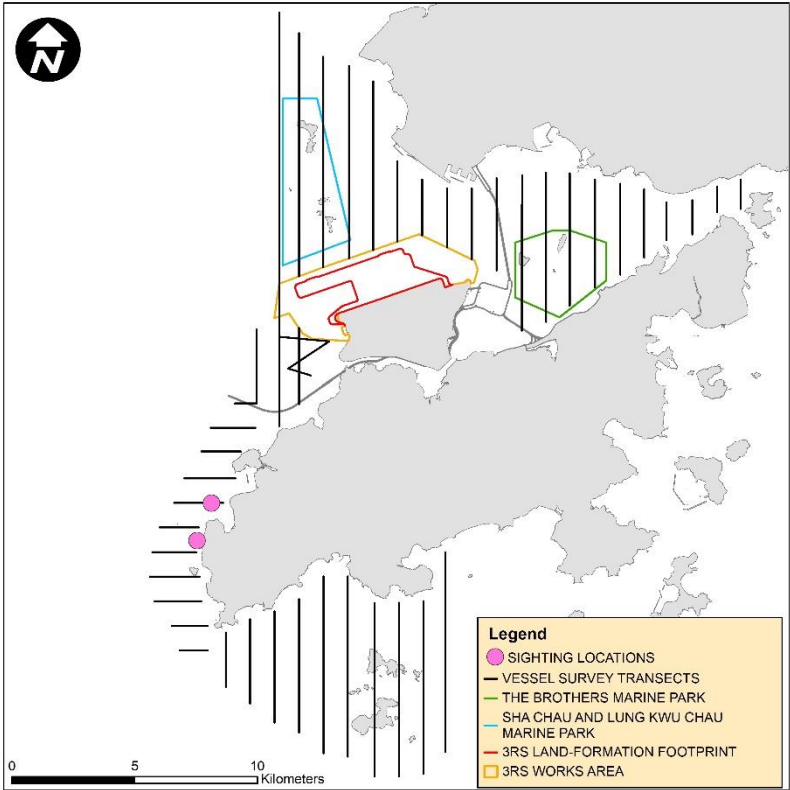 N
Legend
SIGHTING LOCATIONS
VESSEL SURVEY TRANSECTS
THE BROTHERS MARINE PARK
SHA CHAU AND LUNG KWU CHAU
MARINE PARK
3RS LAND-FORMATION FOOTPRINT
3RS WORKS AREA
0 5 10
Kilometers